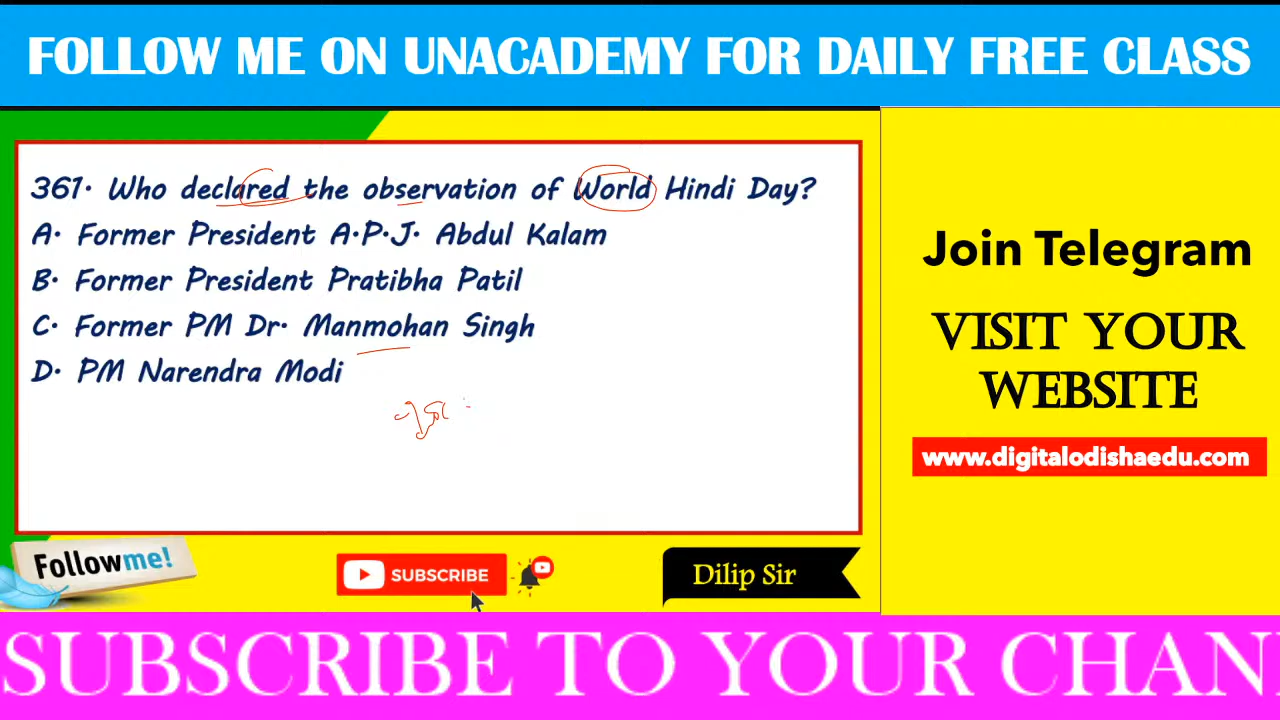 FOLLOW ME ON UNACADEMY FOR DAILY FREE CLASS
361. Who declared the observation of World Hindi Day?
A. Former President A.P.J. Abdul Kalam
B. Former President Pratibha Patil
C. Former PM Dr. Manmohan Singh
D. PM Narendra Modi
Join Telegram
VISIT YOUR
WEBSITE
www.digitalodishaedu.com
Followme!
SUBSCRIBE
Dilip Sir
SUBSCRIBE TO YOUR CHAN